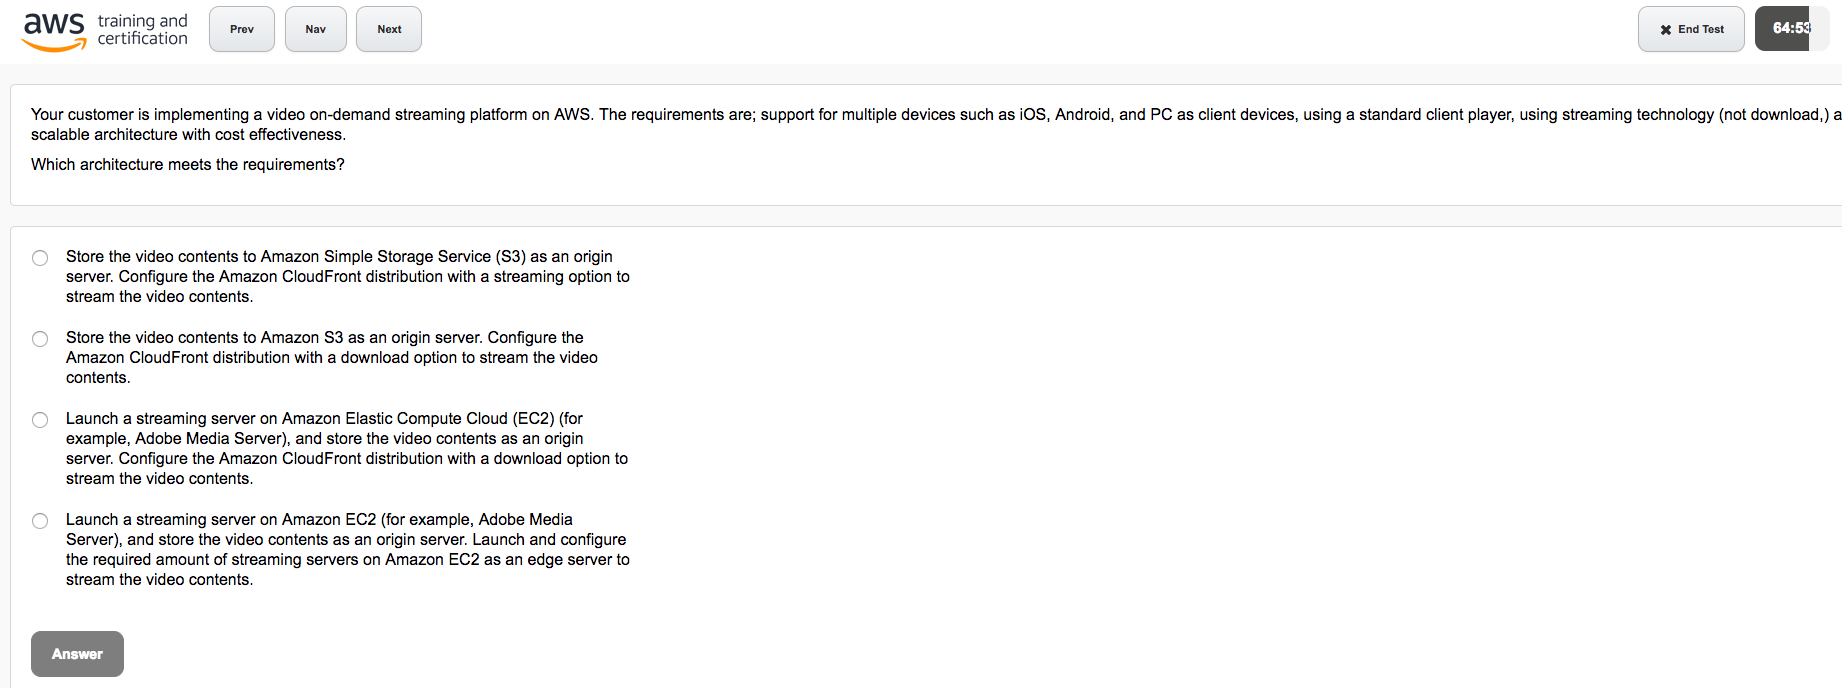 aws training and certification
Prev
Nav
Next
End Test
64:53
Your customer is implementing a video on-demand streaming platform on AWS. The requirements are; support for multiple devices such as iOS, Android, and PC as client devices, using a standard client player, using streaming technology (not download,) a
scalable architecture with cost effectiveness.
Which architecture meets the requirements?
Store the video contents to Amazon Simple Storage Service (S3) as an origin
server. Configure the Amazon CloudFront distribution with a streaming option to
stream the video contents.
Store the video contents to Amazon S3 as an origin server. Configure the
Amazon CloudFront distribution with a download option to stream the video
contents.
Launch a streaming server on Amazon Elastic Compute Cloud (EC2) (for
example, Adobe Media Server), and store the video contents as an origin
server. Configure the Amazon CloudFront distribution with a download option to
stream the video contents.
Launch a streaming server on Amazon EC2 (for example, Adobe Media
Server), and store the video contents as an origin server. Launch and configure
the required amount of streaming servers on Amazon EC2 as an edge server to
stream the video contents.
Answer